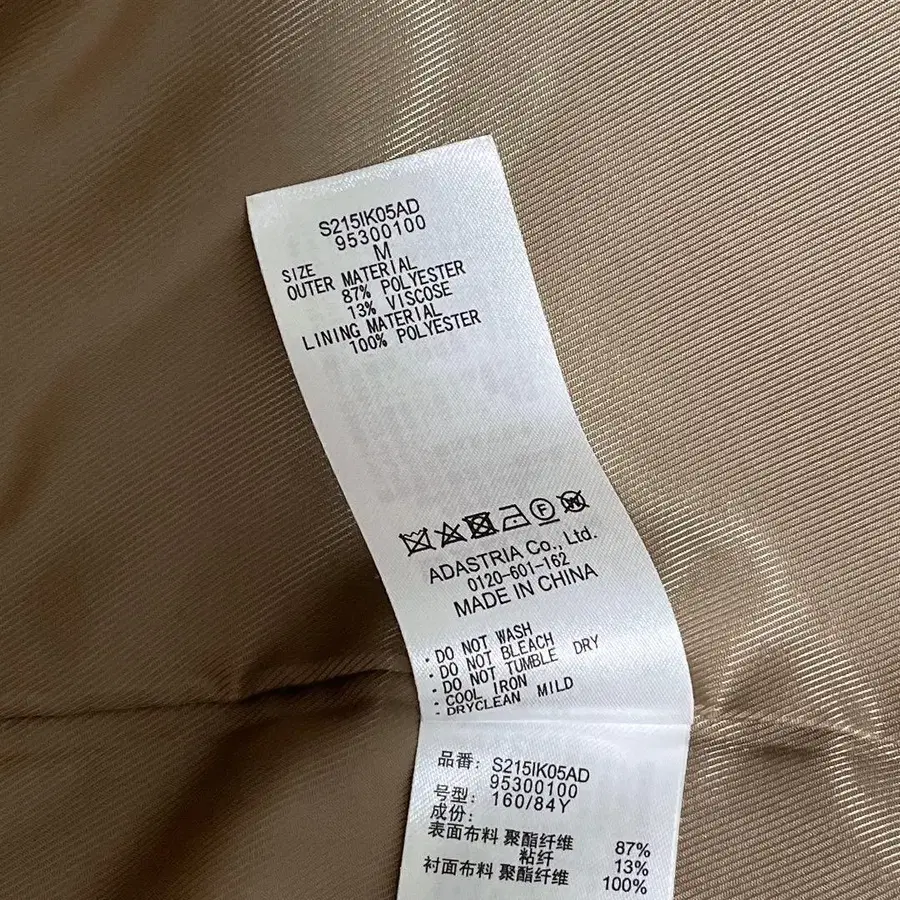 S215IK05AD
95300100
SIZE M
OUTER MATERIAL
87% POLYESTER
13% VISCOSE
LINING MATERIAL
100% POLYESTER
F W
ADASTRIA Co., Ltd.
0120-601-162
MADE IN CHINA
・DO NOT WASH
・DO NOT BLEACH
・DO NOT TUMBLE DRY
・COOL IRON
・DRYCLEAN MILD
品番: S215IK05AD
95300100
号型: 160/84Y
成份:
表面布料 聚酯纤维 87%
粘纤 13%
衬面布料 聚酯纤维 100%